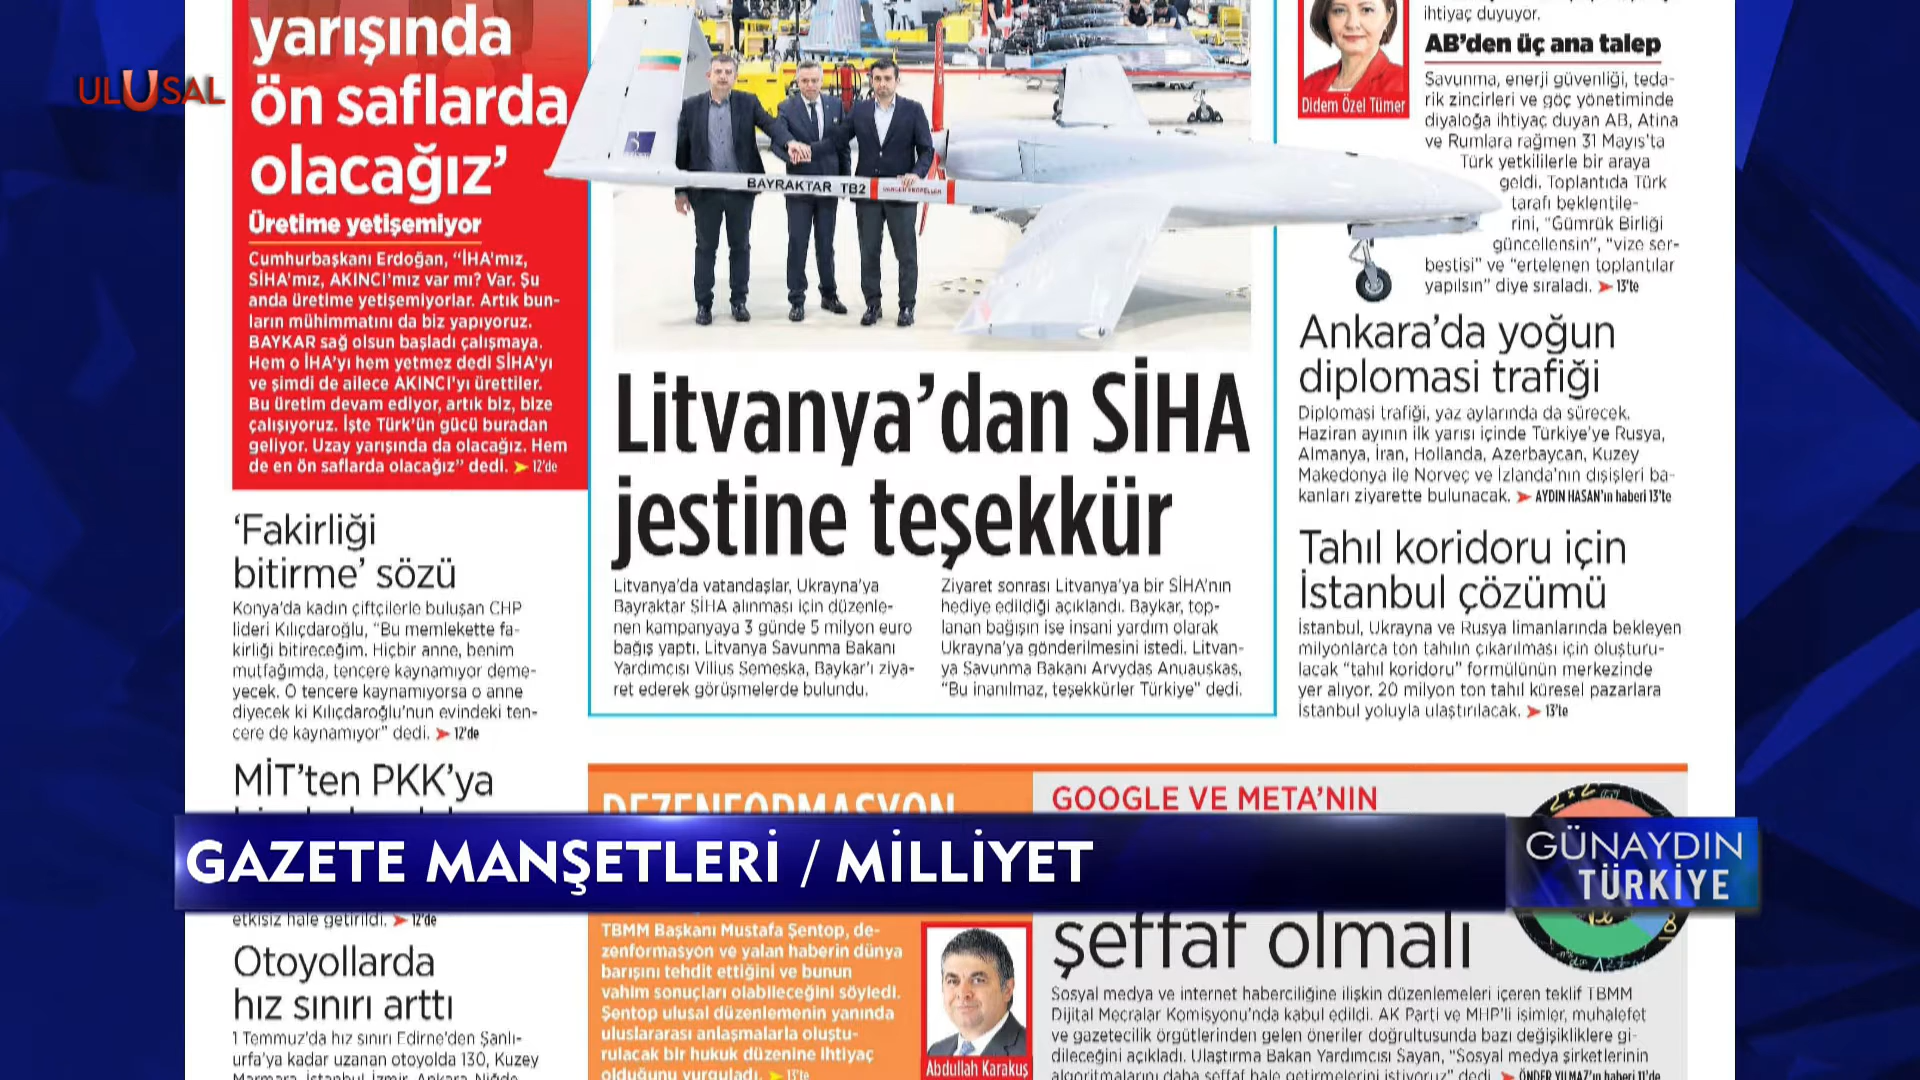 ULUSAL
yarışında
ön saflarda
olacağız’
Üretime yetişemiyor
Cumhurbaşkanı Erdoğan, “İHA'mız,
SİHA'mız, AKINCI'mız var mı? Var. Şu
anda üretime yetişemiyorlar. Artık bun-
ların mühimmatını da biz yapıyoruz.
BAYKAR sağ olsun başladı çalışmaya.
Hem o İHA'yı hem yetmez dedi SİHA'yı
ve şimdi de ailece AKINCI'yı ürettiler.
Bu üretim devam ediyor, artık biz, bize
çalışıyoruz. İşte Türk'ün gücü buradan
geliyor. Uzay yarışında da olacağız. Hem
de en ön saflarda olacağız” dedi. 12'de
‘Fakirliği
bitirme’ sözü
Konya'da kadın çiftçilerle buluşan CHP
lideri Kılıçdaroğlu, “Bu memlekette fa-
kirliği bitireceğim. Hiçbir anne, benim
mutfağımda, tencere kaynamıyor deme-
yecek. O tencere kaynamıyorsa o anne
diyecek ki Kılıçdaroğlu'nun evindeki ten-
cere de kaynamıyor” dedi. 12'de
MİT’ten PKK’ya
etkisiz hale getirildi. 12'de
Otoyollarda
hız sınırı arttı
1 Temmuz'da hız sınırı Edirne'den Şanlı-
urfa'ya kadar uzanan otoyolda 130, Kuzey
Marmara, İstanbul-İzmir, Ankara-Niğde
BAYRAKTAR TB2
Litvanya’dan SİHA
jestine teşekkür
Litvanya'da vatandaşlar, Ukrayna'ya
Bayraktar SİHA alınması için düzenle-
nen kampanyaya 3 günde 5 milyon euro
bağış yaptı. Litvanya Savunma Bakanı
Yardımcısı Vilius Semeska, Baykar'ı ziya-
ret ederek görüşmelerde bulundu.
Ziyaret sonrası Litvanya'ya bir SİHA'nın
hediye edildiği açıklandı. Baykar, top-
lanan bağışın ise insani yardım olarak
Ukrayna'ya gönderilmesini istedi. Litvan-
ya Savunma Bakanı Arvydas Anuauskas,
“Bu inanılmaz, teşekkürler Türkiye” dedi.
Didem Özel Tümer
ihtiyaç duyuyor.
AB’den üç ana talep
Savunma, enerji güvenliği, teda-
rik zincirleri ve göç yönetiminde
diyaloğa ihtiyaç duyan AB, Atina
ve Rumlara rağmen 31 Mayıs'ta
Türk yetkililerle bir araya
geldi. Toplantıda Türk
tarafı beklentile-
rini, “Gümrük Birliği
güncellensin”, “vize ser-
bestisi” ve “ertelenen toplantılar
yapılsın” diye sıraladı. 13'te
Ankara’da yoğun
diplomasi trafiği
Diplomasi trafiği, yaz aylarında da sürecek.
Haziran ayının ilk yarısı içinde Türkiye'ye Rusya,
Almanya, İran, Hollanda, Azerbaycan, Kuzey
Makedonya ile Norveç ve İzlanda'nın dışişleri ba-
kanları ziyarette bulunacak. AYDIN HASAN'ın haberi 13'te
Tahıl koridoru için
İstanbul çözümü
İstanbul, Ukrayna ve Rusya limanlarında bekleyen
milyonlarca ton tahılın çıkarılması için oluşturu-
lacak “tahıl koridoru” formülünün merkezinde
yer alıyor. 20 milyon ton tahıl küresel pazarlara
İstanbul yoluyla ulaştırılacak. 13'te
DEZENFORMASYON
TBMM Başkanı Mustafa Şentop, de-
zenformasyon ve yalan haberin dünya
barışını tehdit ettiğini ve bunun
vahim sonuçları olabileceğini söyledi.
Şentop ulusal düzenlemenin yanında
uluslararası anlaşmalarla oluştu-
rulacak bir hukuk düzenine ihtiyaç
olduğunu vurguladı. 13'te
Abdullah Karakuş
GOOGLE VE META’NIN
şeffaf olmalı
Sosyal medya ve internet haberciliğine ilişkin düzenlemeleri içeren teklif TBMM
Dijital Mecralar Komisyonu'nda kabul edildi. AK Parti ve MHP'li isimler, muhalefet
ve gazetecilik örgütlerinden gelen öneriler doğrultusunda bazı değişikliklere gi-
dileceğini açıkladı. Ulaştırma Bakan Yardımcısı Sayan, “Sosyal medya şirketlerinin
algoritmalarını daha şeffaf hale getirmelerini istiyoruz” dedi. ÖNDER YILMAZ'ın haberi 11'de
GAZETE MANŞETLERİ / MİLLİYET
GÜNAYDIN
TÜRKİYE